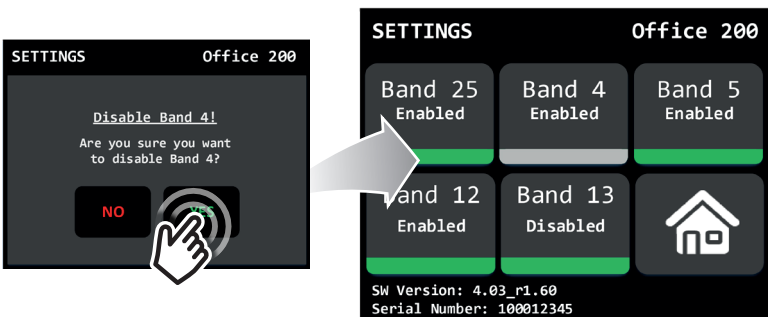 SETTINGS Office 200
Disable Band 4!
Are you sure you want
to disable Band 4?
NO YES
SETTINGS Office 200
Band 25 Band 4 Band 5
Enabled Enabled Enabled
Band 12 Band 13
Enabled Disabled
SW Version: 4.03_r1.60
Serial Number: 100012345